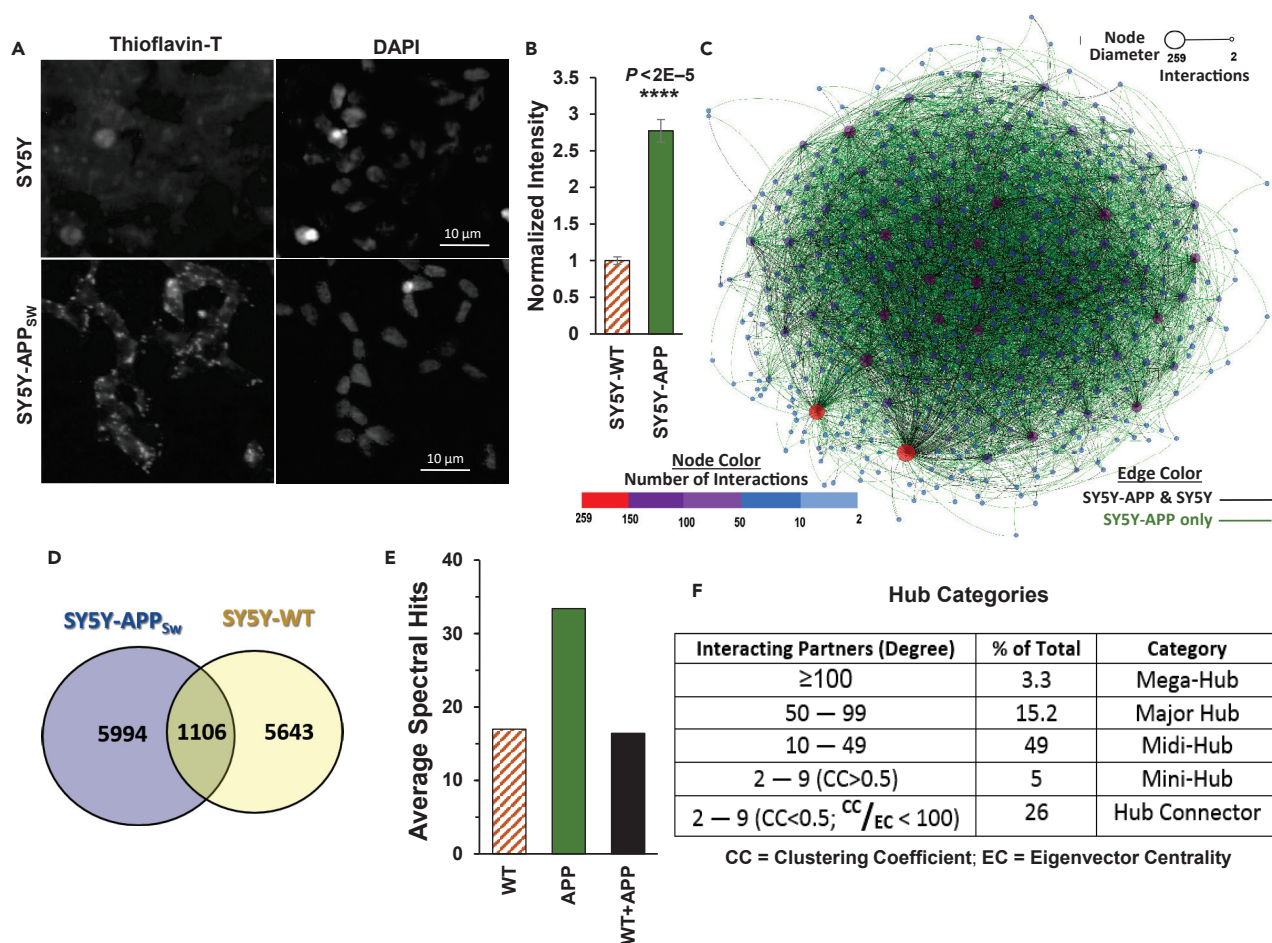 A
Thioflavin-T
DAPI
SY5Y
10 µm
SY5Y-APPSW
10 µm
B
P < 2E–5
****
Normalized Intensity
3.5
3
2.5
2
1.5
1
0.5
0
SY5Y-WT
SY5Y-APP
C
Node
Diameter
259
2
Interactions
Node Color
Number of Interactions
259
150
100
50
10
2
Edge Color
SY5Y-APP & SY5Y
SY5Y-APP only
D
SY5Y-APPSw
SY5Y-WT
5994
1106
5643
E
Average Spectral Hits
40
30
20
10
0
WT
APP
WT+APP
F
Hub Categories
Interacting Partners (Degree) % of Total Category
≥100 3.3 Mega-Hub
50 — 99 15.2 Major Hub
10 — 49 49 Midi-Hub
2 — 9 (CC>0.5) 5 Mini-Hub
2 — 9 (CC<0.5; CC/EC < 100) 26 Hub Connector
CC = Clustering Coefficient; EC = Eigenvector Centrality